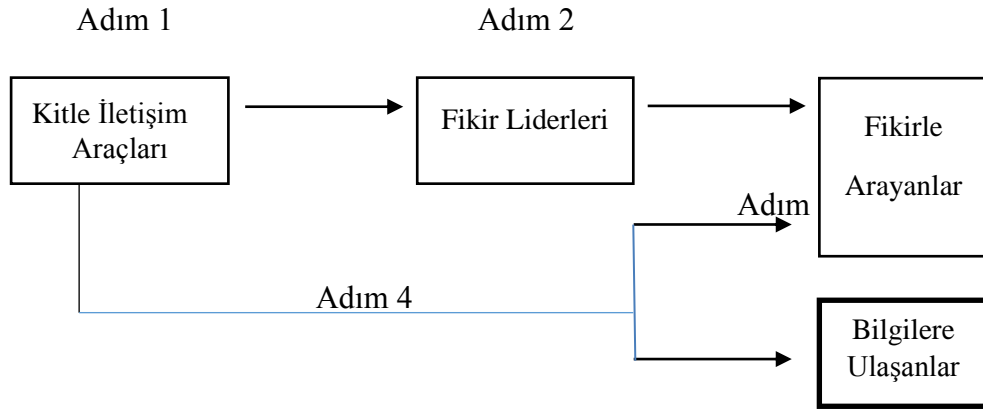 Adım 1
Adım 2
Kitle İletişim
Araçları
Fikir Liderleri
Fikirle
Arayanlar
Adım
Adım 4
Bilgilere
Ulaşanlar